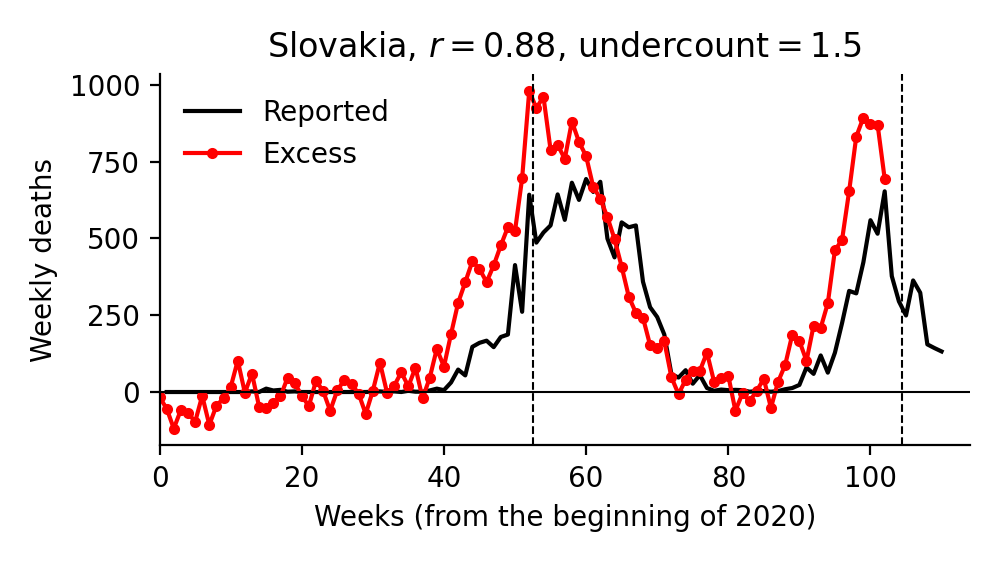 Slovakia, r = 0.88, undercount = 1.5
1000
750
500
250
0
Weekly deaths
Reported
Excess
0 20 40 60 80 100
Weeks (from the beginning of 2020)